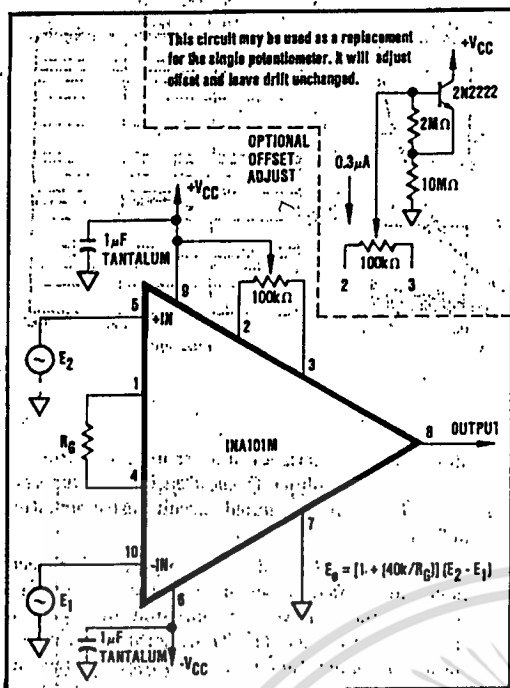 This circuit may be used as a replacement
for the single potentiometer. It will adjust
offset and leave drift unchanged.
+VCC
2N2222
2MΩ
10MΩ
0.3μA
100kΩ
2 3
OPTIONAL
OFFSET
ADJUST
+VCC
1μF
TANTALUM
9
100kΩ
2
3
5
+IN
E2
1
RG
4
INA101M
8 OUTPUT
7
10
-IN
E1
6
1μF
TANTALUM
-VCC
Eo = [1 + (40k/RG)] (E2 - E1)